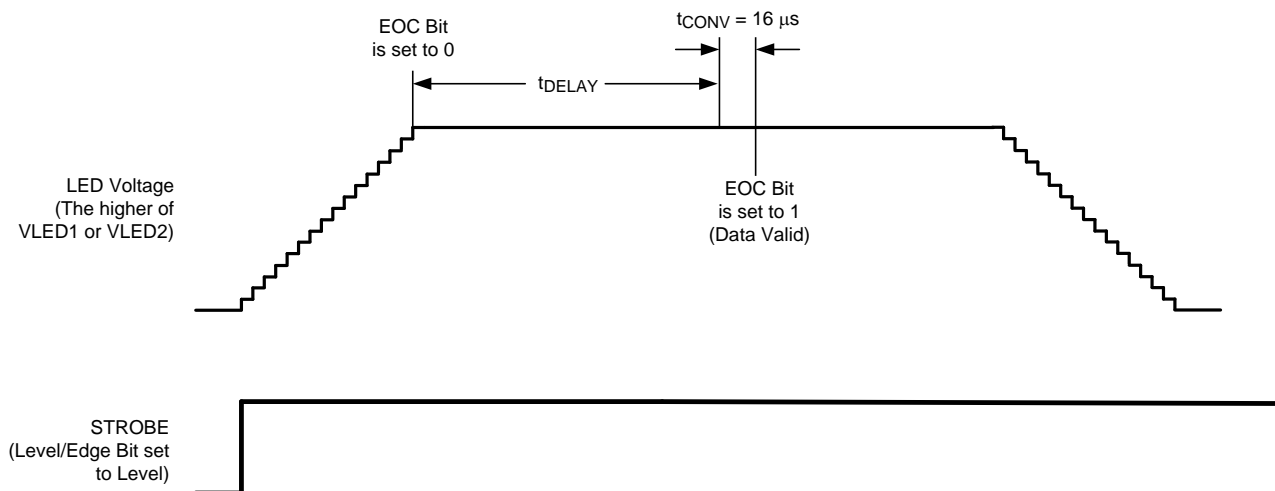 EOC Bit
is set to 0
tCONV = 16 μs
tDELAY
LED Voltage
(The higher of
VLED1 or VLED2)
EOC Bit
is set to 1
(Data Valid)
STROBE
(Level/Edge Bit set
to Level)